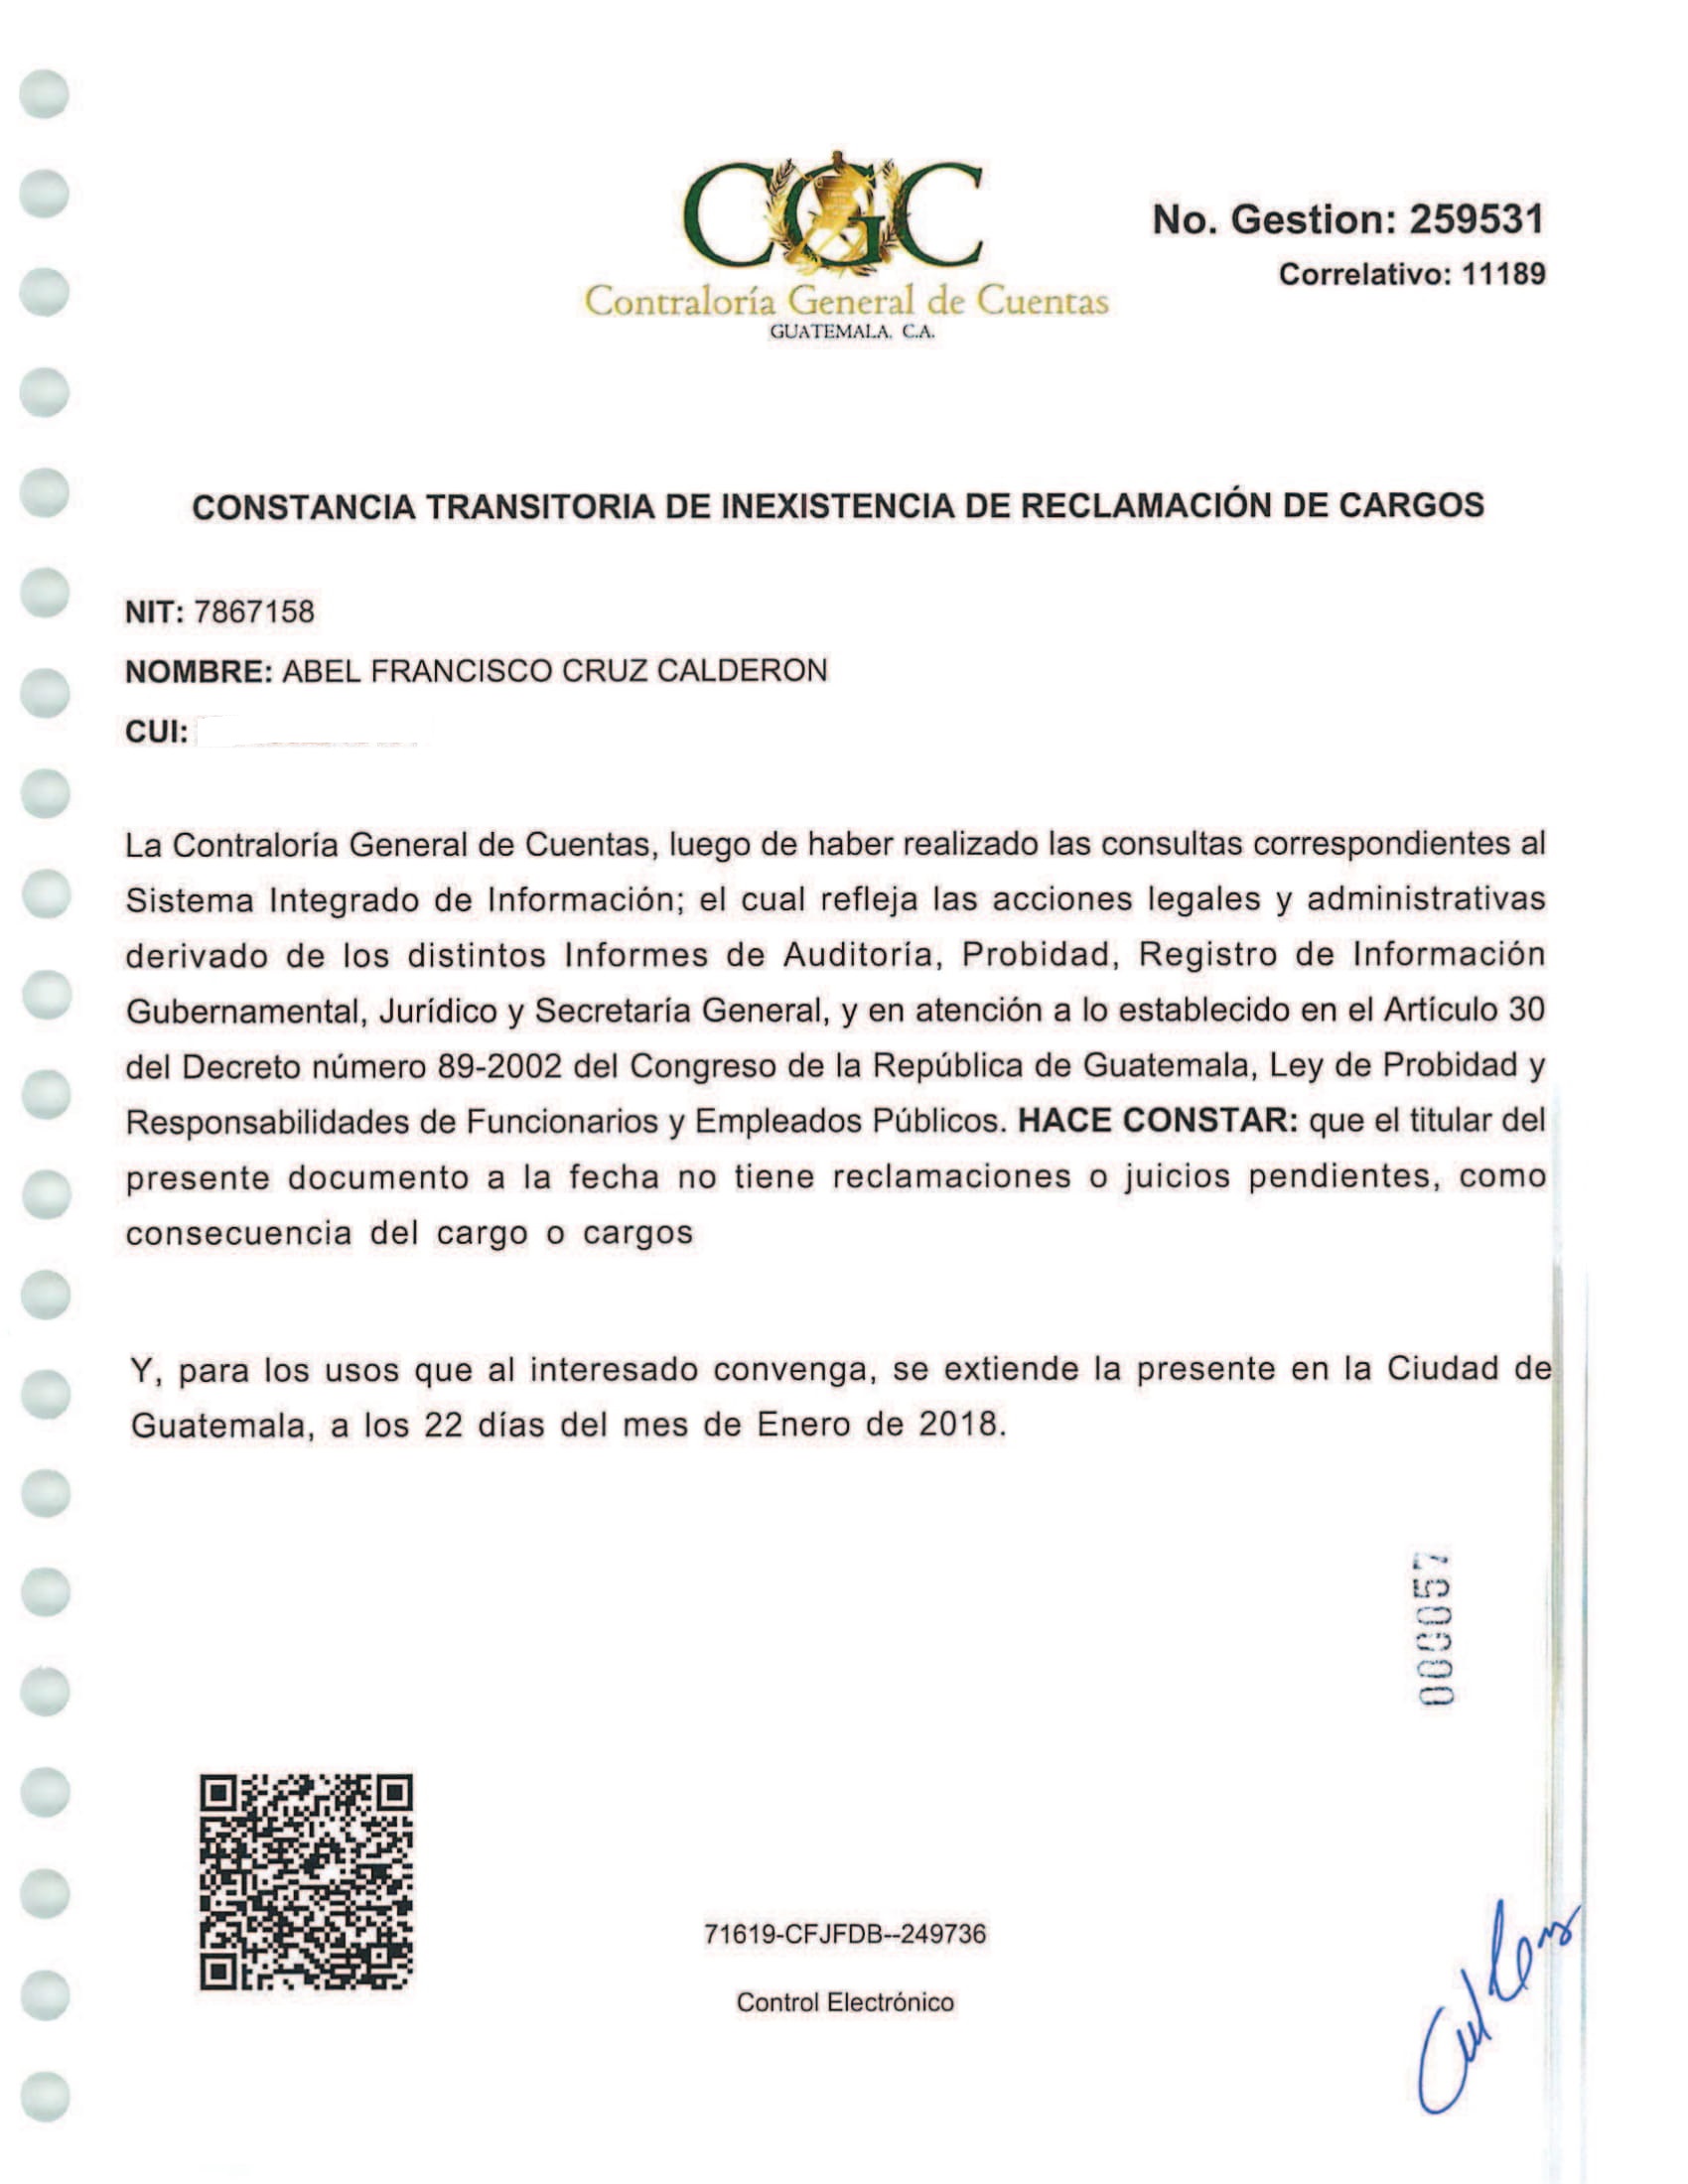 CGC
Contraloría General de Cuentas
GUATEMALA, C.A.
No. Gestion: 259531
Correlativo: 11189
CONSTANCIA TRANSITORIA DE INEXISTENCIA DE RECLAMACIÓN DE CARGOS
NIT: 7867158
NOMBRE: ABEL FRANCISCO CRUZ CALDERON
CUI:
La Contraloría General de Cuentas, luego de haber realizado las consultas correspondientes al
Sistema Integrado de Información; el cual refleja las acciones legales y administrativas
derivado de los distintos Informes de Auditoría, Probidad, Registro de Información
Gubernamental, Jurídico y Secretaría General, y en atención a lo establecido en el Artículo 30
del Decreto número 89-2002 del Congreso de la República de Guatemala, Ley de Probidad y
Responsabilidades de Funcionarios y Empleados Públicos. HACE CONSTAR: que el titular del
presente documento a la fecha no tiene reclamaciones o juicios pendientes, como
consecuencia del cargo o cargos
Y, para los usos que al interesado convenga, se extiende la presente en la Ciudad de
Guatemala, a los 22 días del mes de Enero de 2018.
000057
71619-CFJFDB--249736
Control Electrónico